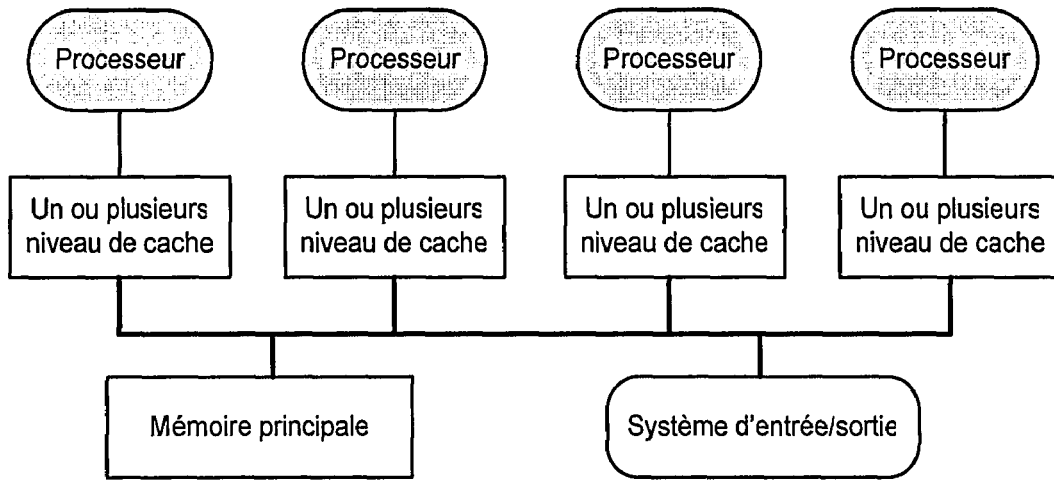 Processeur
Processeur
Processeur
Processeur
Un ou plusieurs
niveau de cache
Un ou plusieurs
niveau de cache
Un ou plusieurs
niveau de cache
Un ou plusieurs
niveau de cache
Mémoire principale
Système d'entrée/sortie